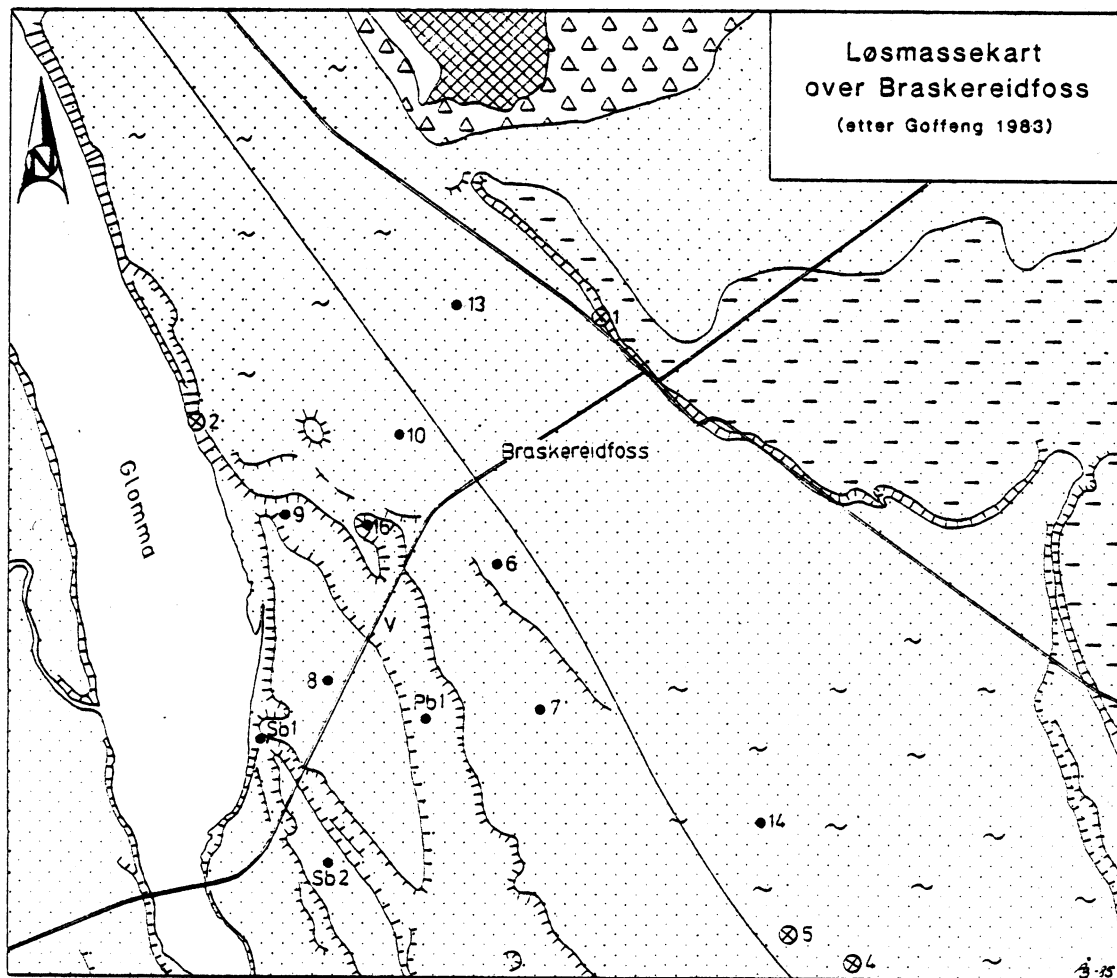 Løsmassekart
over Braskereidfoss
(etter Goffeng 1983)
N
1
13
2
10
Braskereidfoss
Glomma
9
16
6
V
8
7
Pb1
Sb1
14
Sb2
5
4